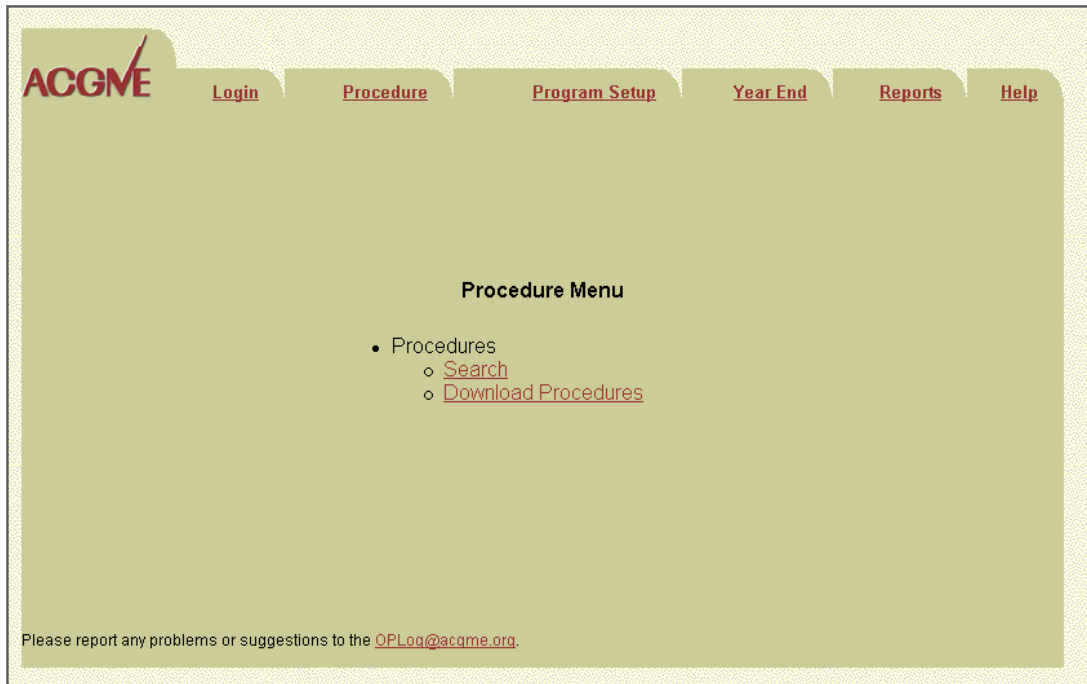 ACGME
Login Procedure Program Setup Year End Reports Help
Procedure Menu
Procedures
Search
Download Procedures
Please report any problems or suggestions to the OPLog@acgme.org.